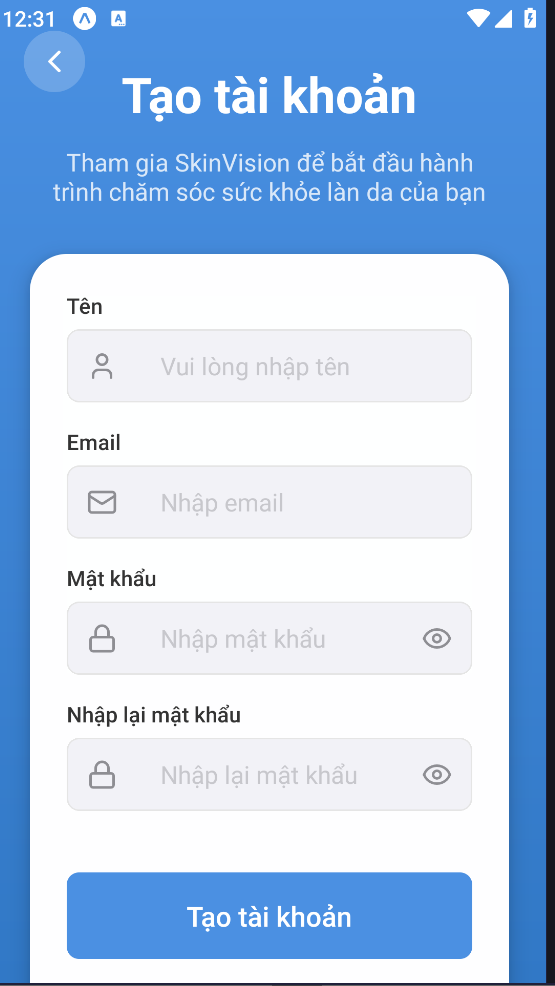 12:31
A
Tạo tài khoản
Tham gia SkinVision để bắt đầu hành
trình chăm sóc sức khỏe làn da của bạn
Tên
Vui lòng nhập tên
Email
Nhập email
Mật khẩu
Nhập mật khẩu
Nhập lại mật khẩu
Nhập lại mật khẩu
Tạo tài khoản